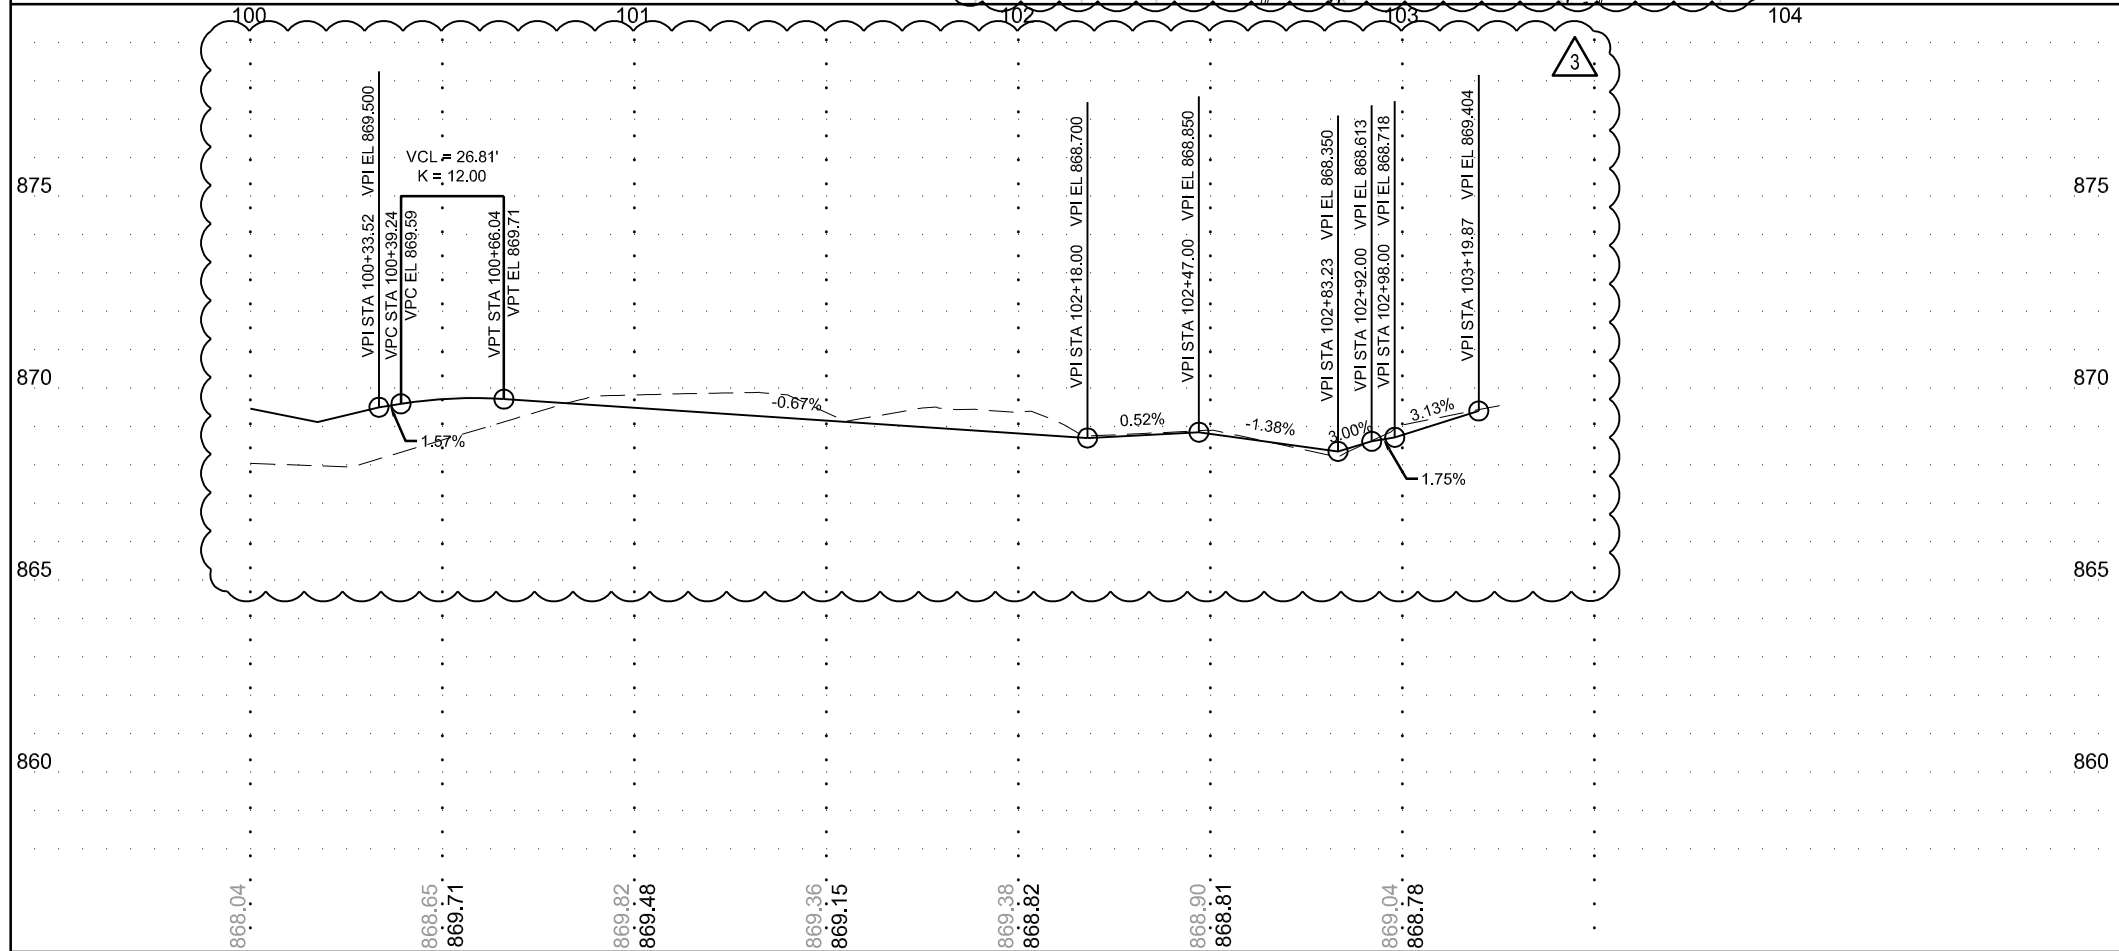 100
101
102
103
104
3
VPI STA 100+33.52 VPI EL 869.500
VPC STA 100+39.24
VPC EL 869.59
VCL = 26.81'
K = 12.00
VPT STA 100+66.04
VPT EL 869.71
VPI STA 102+18.00 VPI EL 868.700
VPI STA 102+47.00 VPI EL 868.850
VPI STA 102+83.23 VPI EL 868.350
VPI STA 102+92.00 VPI EL 868.613
VPI STA 102+98.00 VPI EL 868.718
VPI STA 103+19.87 VPI EL 869.404
875
875
870
870
1.57%
-0.67%
0.52%
-1.38%
3.00%
3.13%
1.75%
865
865
860
860
868.04
868.65
869.71
869.82
869.48
869.36
869.15
869.38
868.82
868.90
868.81
869.04
868.78